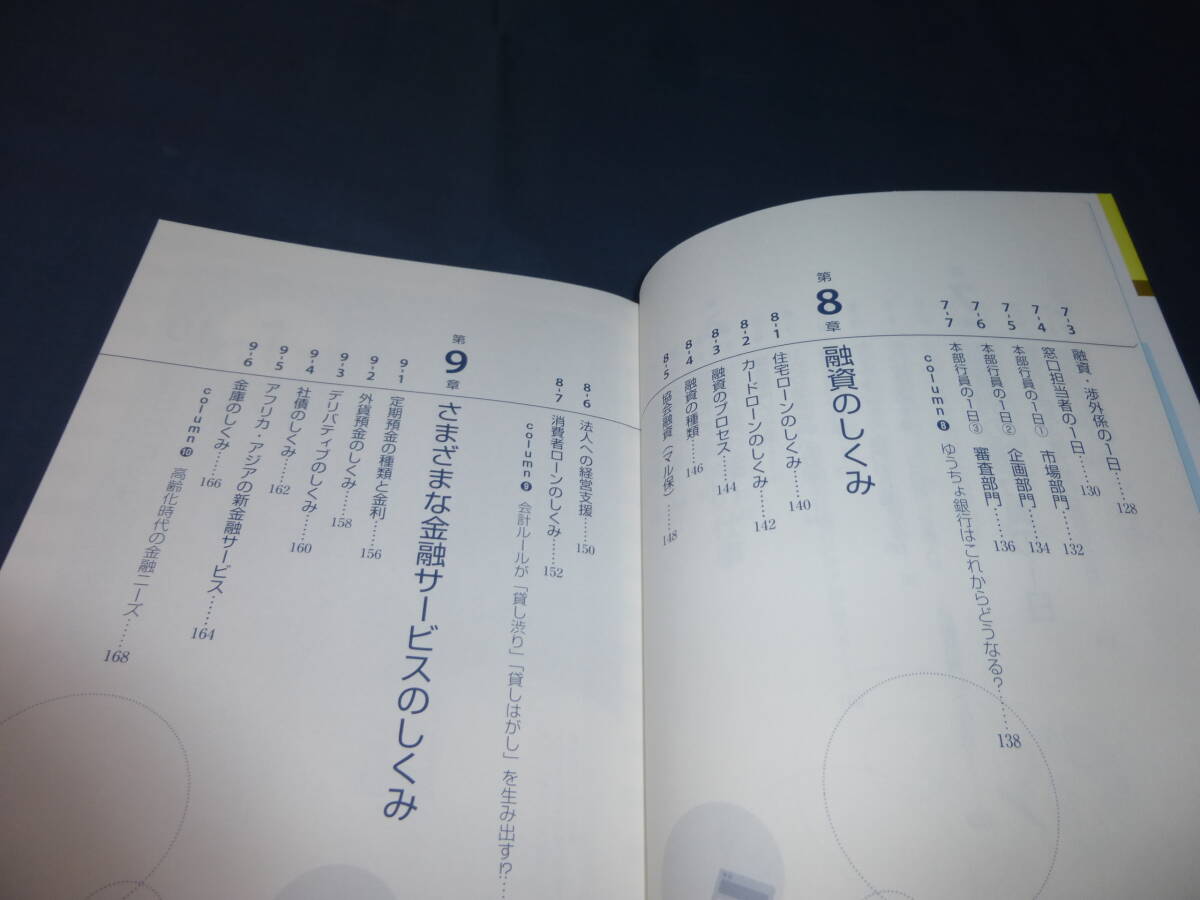 7-3 融資・渉外係の1日……128
7-4 窓口担当者の1日……130
7-5 本部行員の1日① 市場部門……132
7-6 本部行員の1日② 企画部門……134
7-7 本部行員の1日③ 審査部門……136
column❽ ゆうちょ銀行はこれからどうなる?……138
第8章 融資のしくみ
8-1 住宅ローンのしくみ……140
8-2 カードローンのしくみ……142
8-3 融資のプロセス……144
8-4 融資の種類……146
8-5 協会融資(マル保)……148
8-6 法人への経営支援……150
8-7 消費者ローンのしくみ……152
column❾ 会計ルールが「貸し渋り」「貸しはがし」を生み出す!?……
第9章 さまざまな金融サービスのしくみ
9-1 定期預金の種類と金利……156
9-2 外貨預金のしくみ……158
9-3 デリバティブのしくみ……160
9-4 社債のしくみ……162
9-5 アフリカ・アジアの新金融サービス……164
9-6 金庫のしくみ……166
column❿ 高齢化時代の金融ニーズ……168